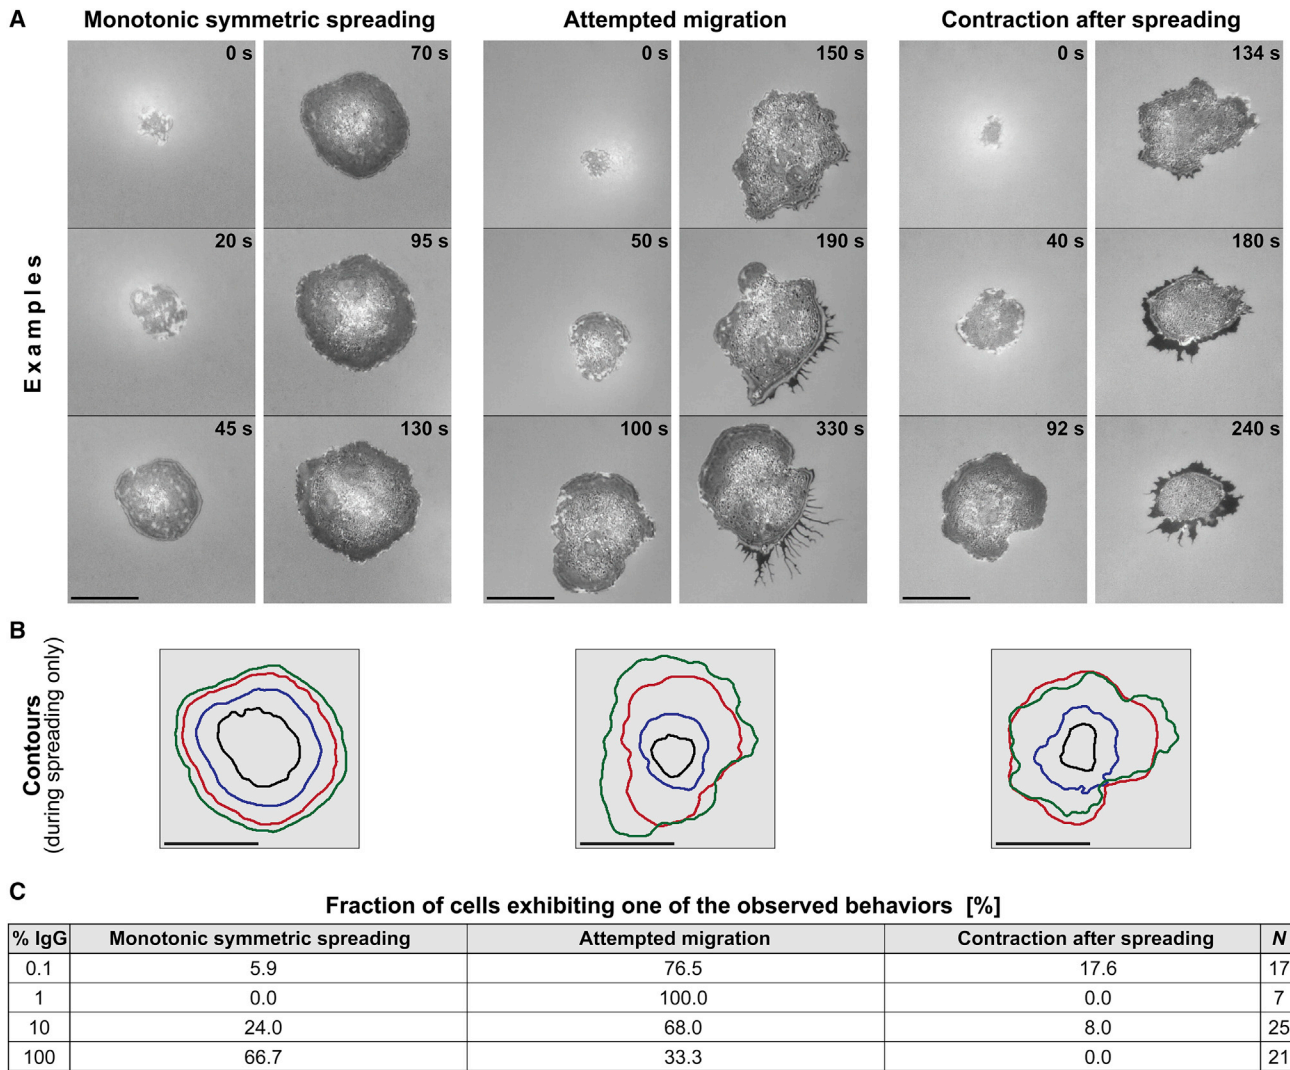 A
Monotonic symmetric spreading
Attempted migration
Contraction after spreading
Examples
0 s
70 s
0 s
150 s
0 s
134 s
20 s
95 s
50 s
190 s
40 s
180 s
45 s
130 s
100 s
330 s
92 s
240 s
B
Contours
(during spreading only)
C
Fraction of cells exhibiting one of the observed behaviors [%]
% IgG Monotonic symmetric spreading Attempted migration Contraction after spreading N
0.1 5.9 76.5 17.6 17
1 0.0 100.0 0.0 7
10 24.0 68.0 8.0 25
100 66.7 33.3 0.0 21